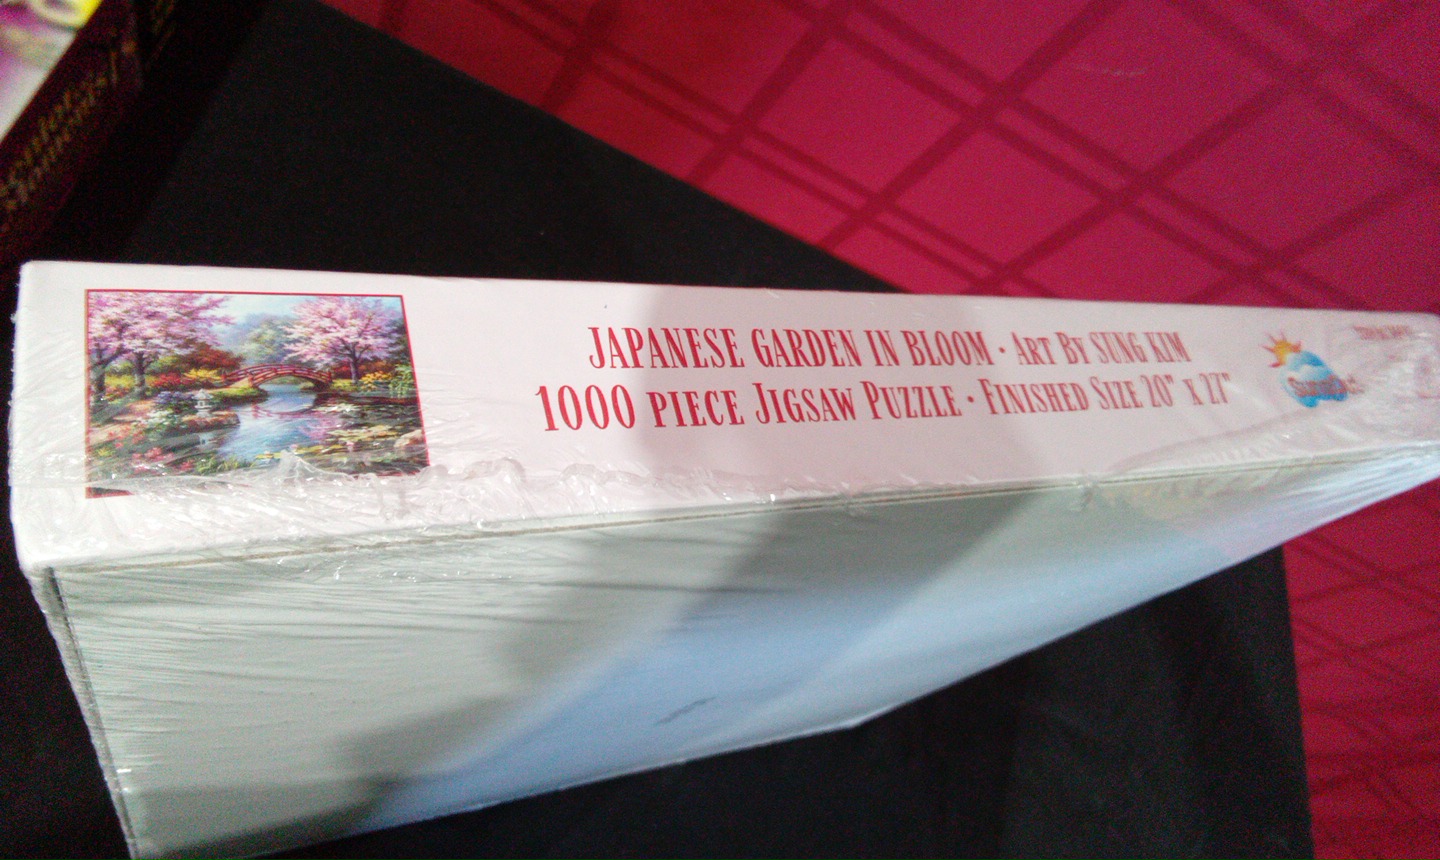 JAPANESE GARDEN IN BLOOM · ART BY SUNG KIM
1000 PIECE JIGSAW PUZZLE · FINISHED SIZE 20" X 27"